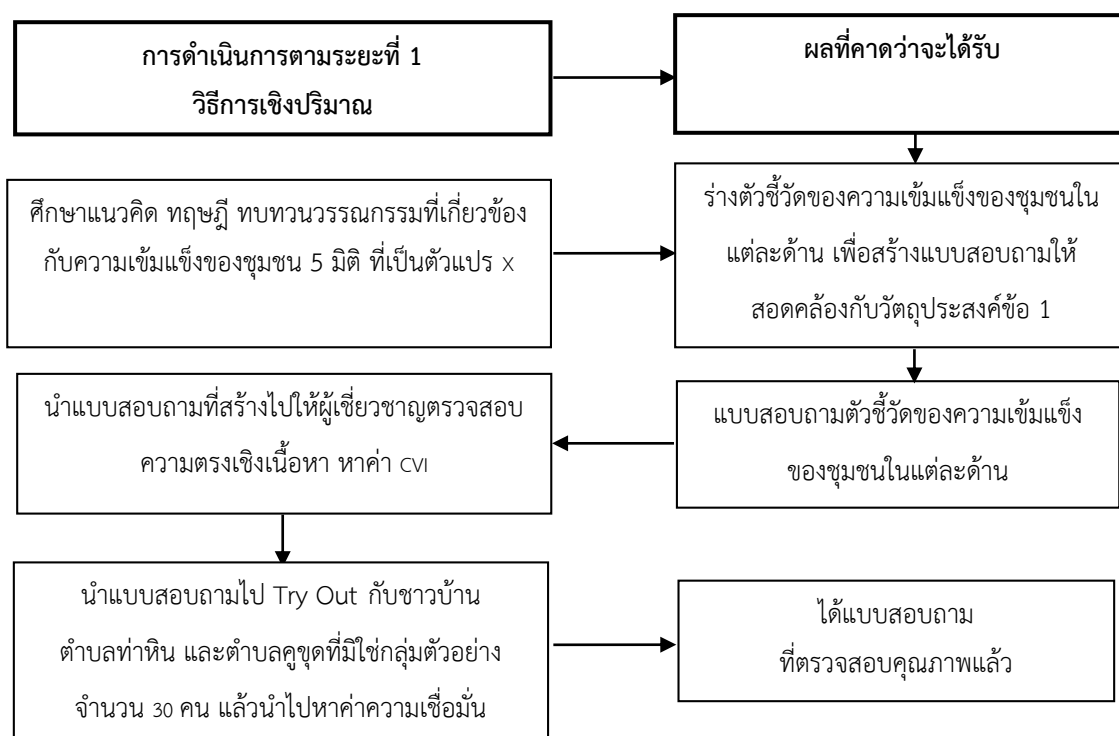 การดำเนินการตามระยะที่ 1
วิธีการเชิงปริมาณ
ผลที่คาดว่าจะได้รับ
ศึกษาแนวคิด ทฤษฎี ทบทวนวรรณกรรมที่เกี่ยวข้อง
กับความเข้มแข็งของชุมชน 5 มิติ ที่เป็นตัวแปร X
ร่างตัวชี้วัดของความเข้มแข็งของชุมชนใน
แต่ละด้าน เพื่อสร้างแบบสอบถามให้
สอดคล้องกับวัตถุประสงค์ข้อ 1
แบบสอบถามตัวชี้วัดของความเข้มแข็ง
ของชุมชนในแต่ละด้าน
นำแบบสอบถามที่สร้างไปให้ผู้เชี่ยวชาญตรวจสอบ
ความตรงเชิงเนื้อหา หาค่า CVI
นำแบบสอบถามไป Try Out กับชาวบ้าน
ตำบลท่าหิน และตำบลคูขุดที่มิใช่กลุ่มตัวอย่าง
จำนวน 30 คน แล้วนำไปหาค่าความเชื่อมั่น
ได้แบบสอบถาม
ที่ตรวจสอบคุณภาพแล้ว